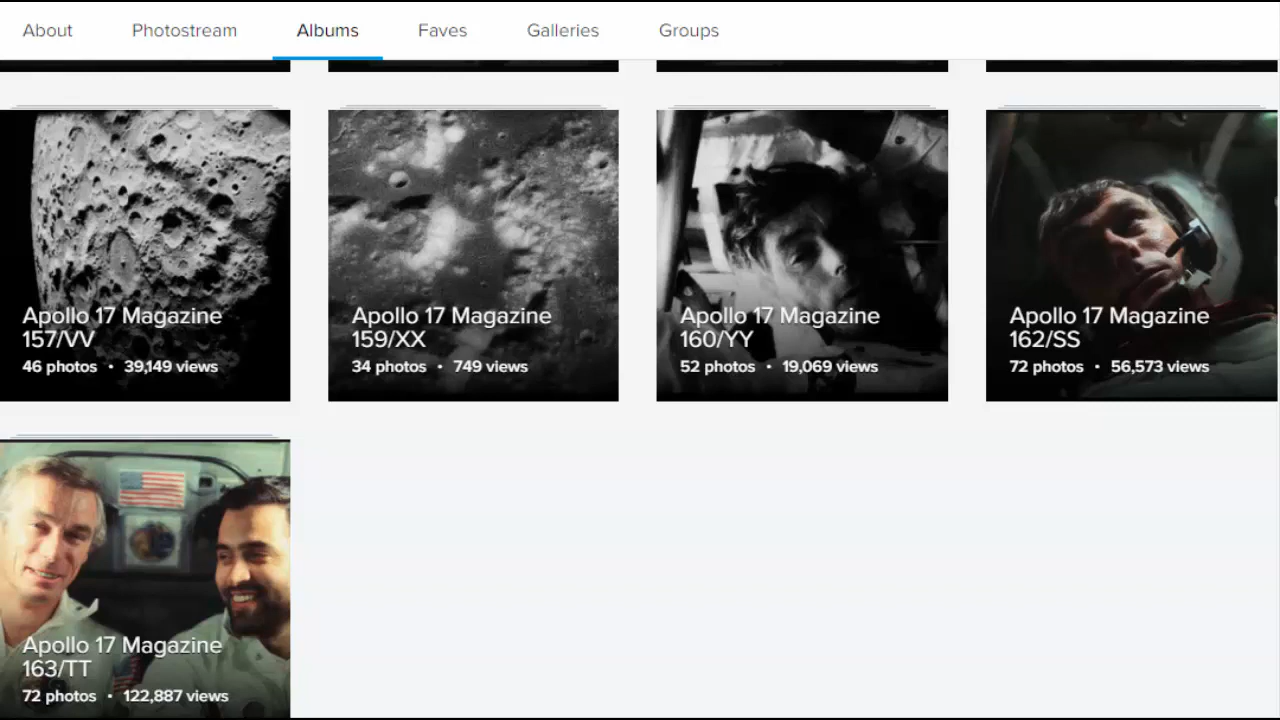 About Photostream Albums Faves Galleries Groups
Apollo 17 Magazine
157/VV
46 photos • 39,149 views
Apollo 17 Magazine
159/XX
34 photos • 749 views
Apollo 17 Magazine
160/YY
52 photos • 19,069 views
Apollo 17 Magazine
162/SS
72 photos • 56,573 views
Apollo 17 Magazine
163/TT
72 photos • 122,887 views